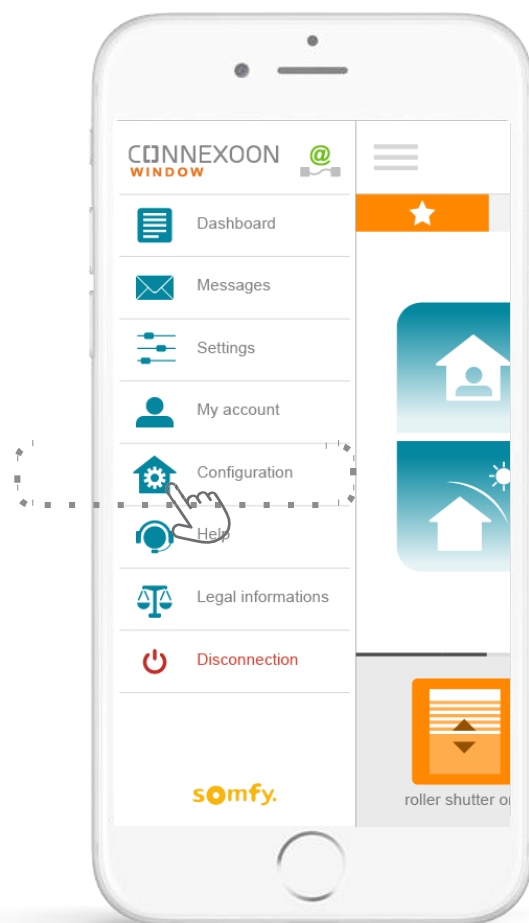 CONNEXOON
WINDOW
@
Dashboard
Messages
Settings
My account
Configuration
Help
Legal informations
Disconnection
somfy.
roller shutter